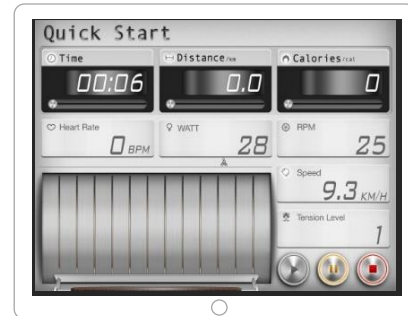 Quick Start
Time
00:06
Distance/KM
0.0
Calories/cal
0
Heart Rate
0 BPM
WATT
28
RPM
25
Speed
9.3 KM/H
Tension Level
1